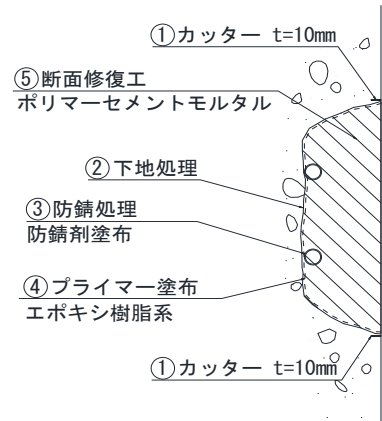 ①カッター t=10mm
⑤断面修復工
ポリマーセメントモルタル
②下地処理
③防錆処理
防錆剤塗布
④プライマー塗布
エポキシ樹脂系
①カッター t=10mm